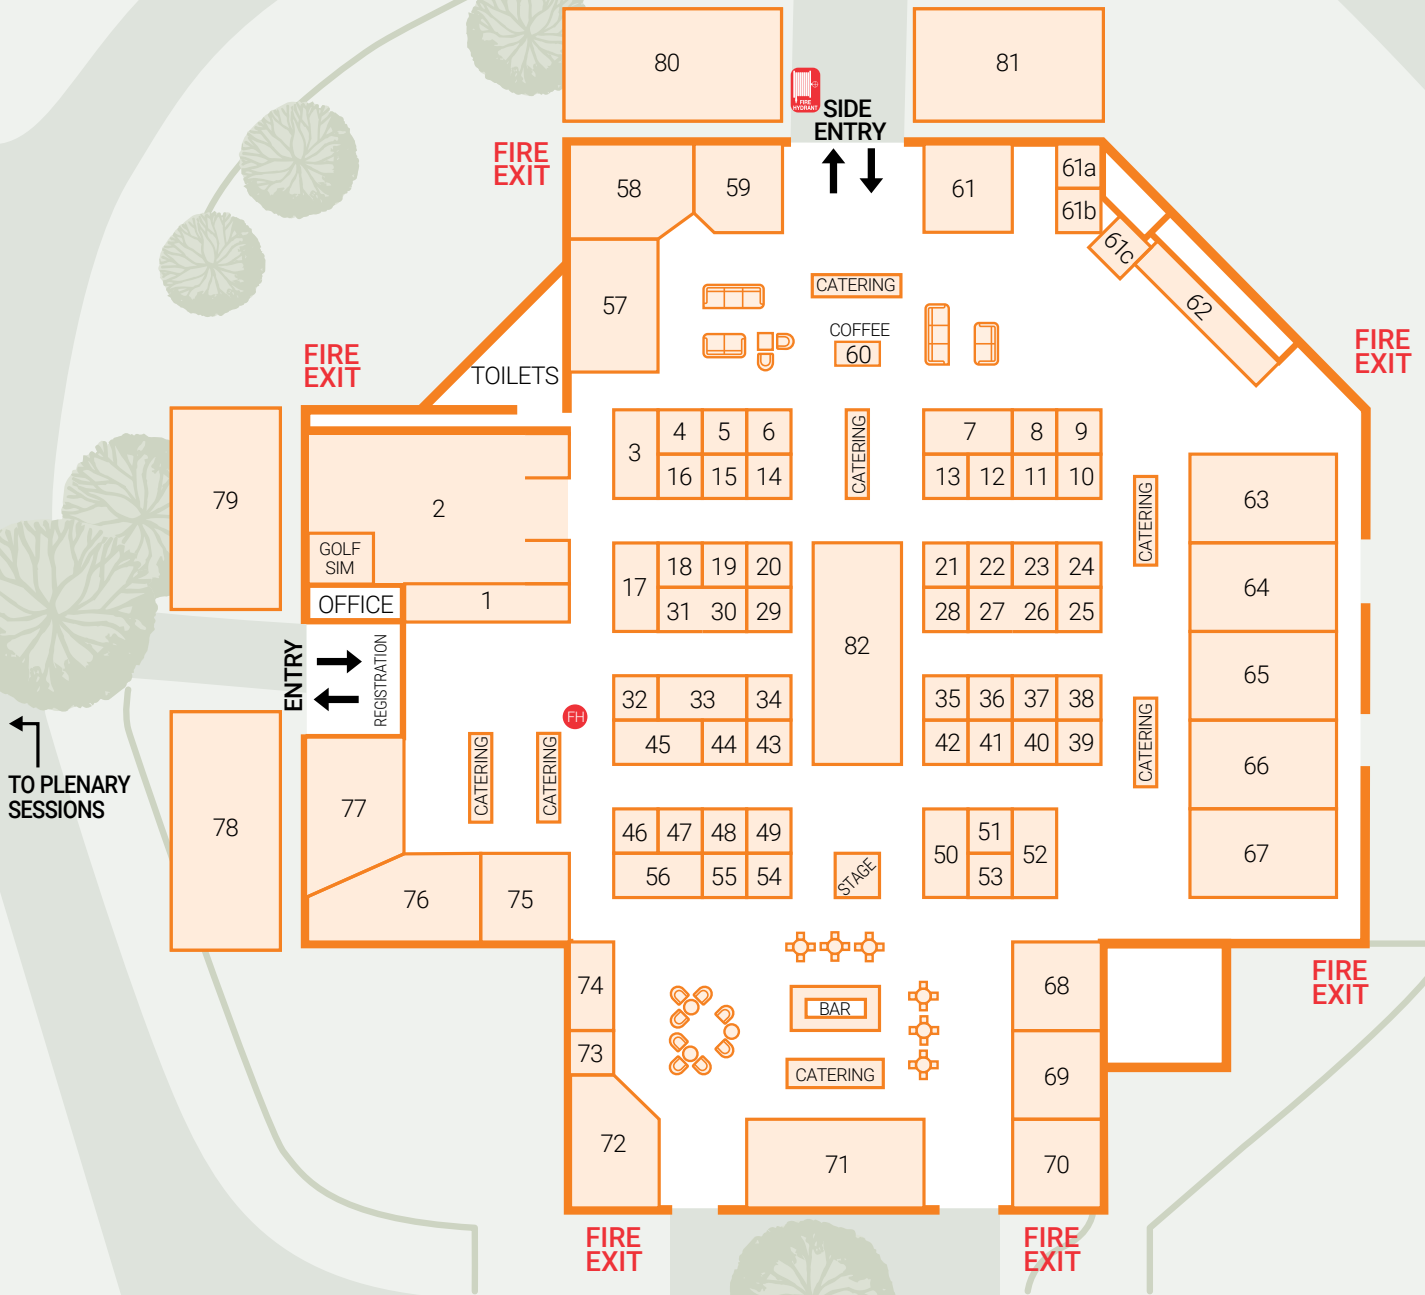 80
81
FIRE
HYDRANT
SIDE
ENTRY
FIRE
EXIT
58
59
61
61a
61b
61c
62
57
CATERING
COFFEE
60
FIRE
EXIT
FIRE
EXIT
TOILETS
3
4
5
6
16
15
14
CATERING
7
8
9
13
12
11
10
CATERING
63
79
2
GOLF
SIM
OFFICE
1
17
18
19
20
31
30
29
82
21
22
23
24
28
27
26
25
64
ENTRY
REGISTRATION
FH
32
33
34
45
44
43
35
36
37
38
42
41
40
39
CATERING
65
66
TO PLENARY
SESSIONS
78
77
CATERING
CATERING
46
47
48
49
56
55
54
STAGE
50
51
52
53
67
76
75
74
73
72
BAR
CATERING
71
68
69
70
FIRE
EXIT
FIRE
EXIT
FIRE
EXIT